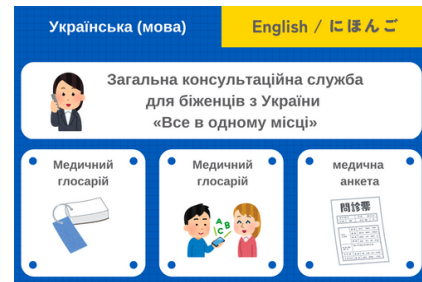 Українська (мова)
English / にほんご
Загальна консультаційна служба
для біженців з України
«Все в одному місці»
Медичний
глосарій
Медичний
глосарій
A B
C
медична
анкета
問診票